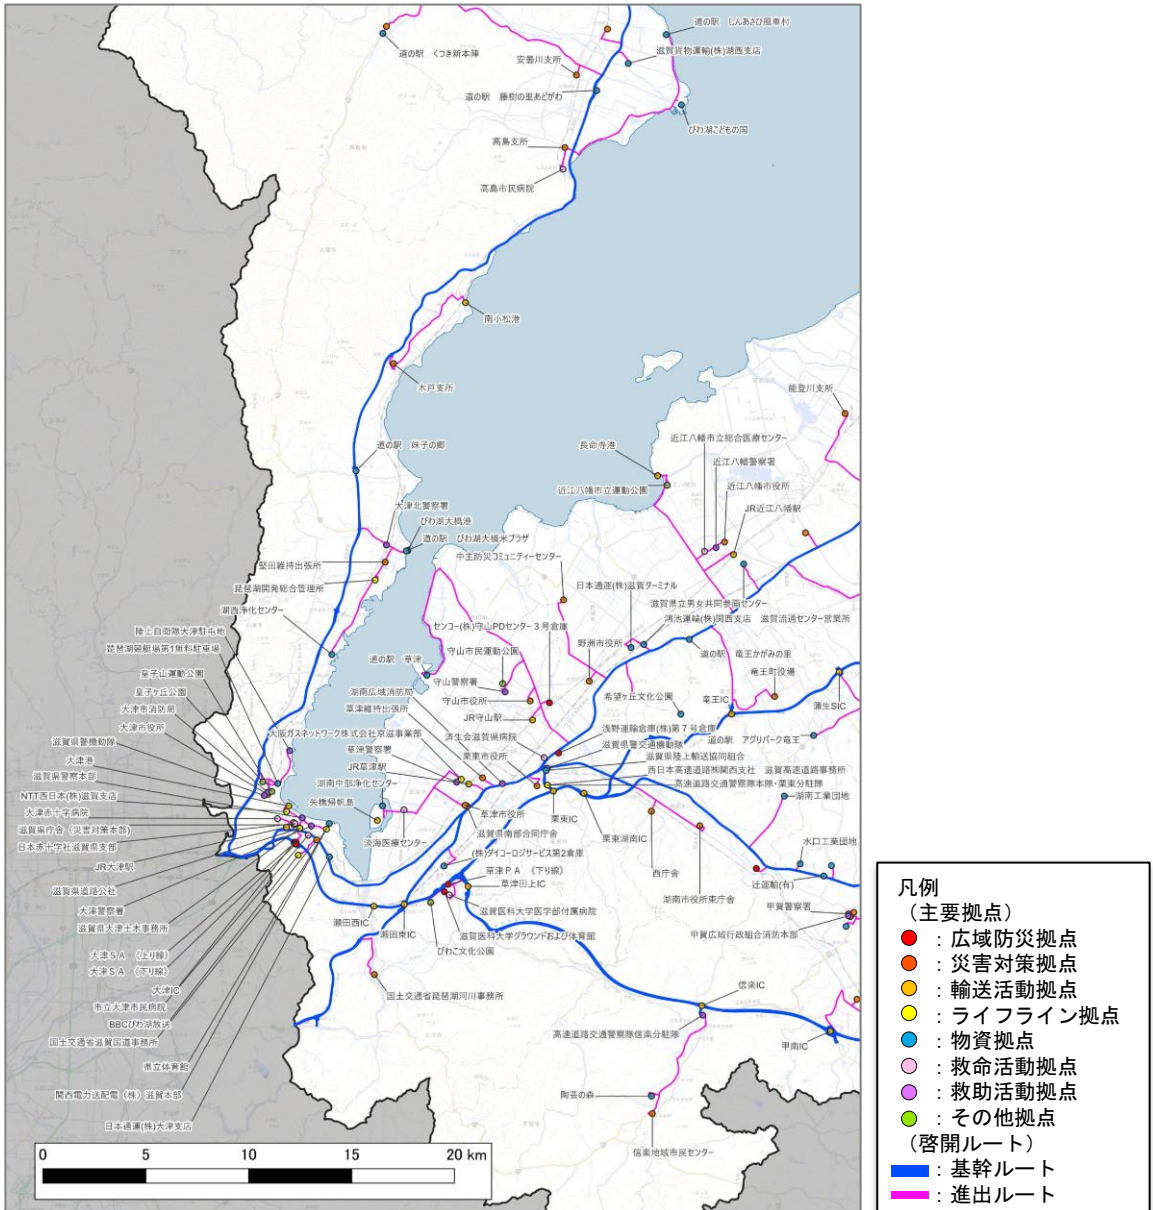 道の駅　しんあさひ風車村
道の駅　くつき新本陣
滋賀貨物運輸(株)湖西支店
安曇川支所
道の駅　藤樹の里あどがわ
びわ湖こどもの国
高島支所
高島市民病院
南小松港
木戸支所
能登川支所
近江八幡市立総合医療センター
長命寺港
道の駅　妹子の郷
近江八幡警察署
近江八幡市立運動公園
近江八幡市役所
大津北警察署
JR近江八幡駅
びわ湖大橋港
道の駅　びわ湖大橋米プラザ
中主防災コミュニティーセンター
堅田維持出張所
琵琶湖開発総合管理所
日本通運(株)滋賀ターミナル
滋賀県立男女共同参画センター
湖西浄化センター
鴻池運輸(株)関西支店　滋賀流通センター営業所
センコー(株)守山PDセンター３号倉庫
陸上自衛隊大津駐屯地
野洲市役所
琵琶湖競艇場第1無料駐車場
守山市民運動公園
道の駅　竜王かがみの里
道の駅　草津
皇子山運動公園
竜王町役場
守山警察署
皇子ケ丘公園
湖南広域消防局
希望ヶ丘文化公園
守山市役所
竜王IC
蒲生SIC
大津市消防局
草津維持出張所
JR守山駅
大津市役所
大阪ガスネットワーク株式会社京滋事業部
済生会滋賀県病院
浅野運輸倉庫(株)第７号倉庫
道の駅　アグリパーク竜王
滋賀県警機動隊
草津警察署
栗東市役所
滋賀県警交通機動隊
大津港
JR草津駅
滋賀県陸上輸送協同組合
滋賀県警察本部
西日本高速道路㈱関西支社　滋賀高速道路事務所
湖南中部浄化センター
高速道路交通警察隊本隊・栗東分駐隊
NTT西日本(株)滋賀支店
湖南工業団地
矢橋帰帆島
大津赤十字病院
草津市役所
栗東IC
滋賀県庁舎（災害対策本部）
滋賀県南部合同庁舎
栗東湖南IC
日本赤十字社滋賀県支部
淡海医療センター
水口工業団地
(株)ダイコーロジサービス第2倉庫
JR大津駅
草津ＰＡ　（下り線）
西庁舎
辻運輸(有)
草津田上IC
滋賀県道路公社
湖南市役所東庁舎
甲賀警察署
大津警察署
滋賀医科大学医学部付属病院
瀬田西IC
滋賀県大津土木事務所
瀬田東IC
滋賀医科大学グラウンドおよび体育館
甲賀広域行政組合消防本部
びわこ文化公園
大津ＳＡ　（上り線）
大津ＳＡ　（下り線）
大津IC
国土交通省琵琶湖河川事務所
信楽IC
市立大津市民病院
BBCびわ湖放送
高速道路交通警察隊信楽分駐隊
国土交通省滋賀国道事務所
甲南IC
県立体育館
関西電力送配電（株）滋賀本部
陶芸の森
日本通運(株)大津支店
信楽地域市民センター
0 5 10 15 20 km
凡例
（主要拠点）
：広域防災拠点
：災害対策拠点
：輸送活動拠点
：ライフライン拠点
：物資拠点
：救命活動拠点
：救助活動拠点
：その他拠点
（啓開ルート）
：基幹ルート
：進出ルート